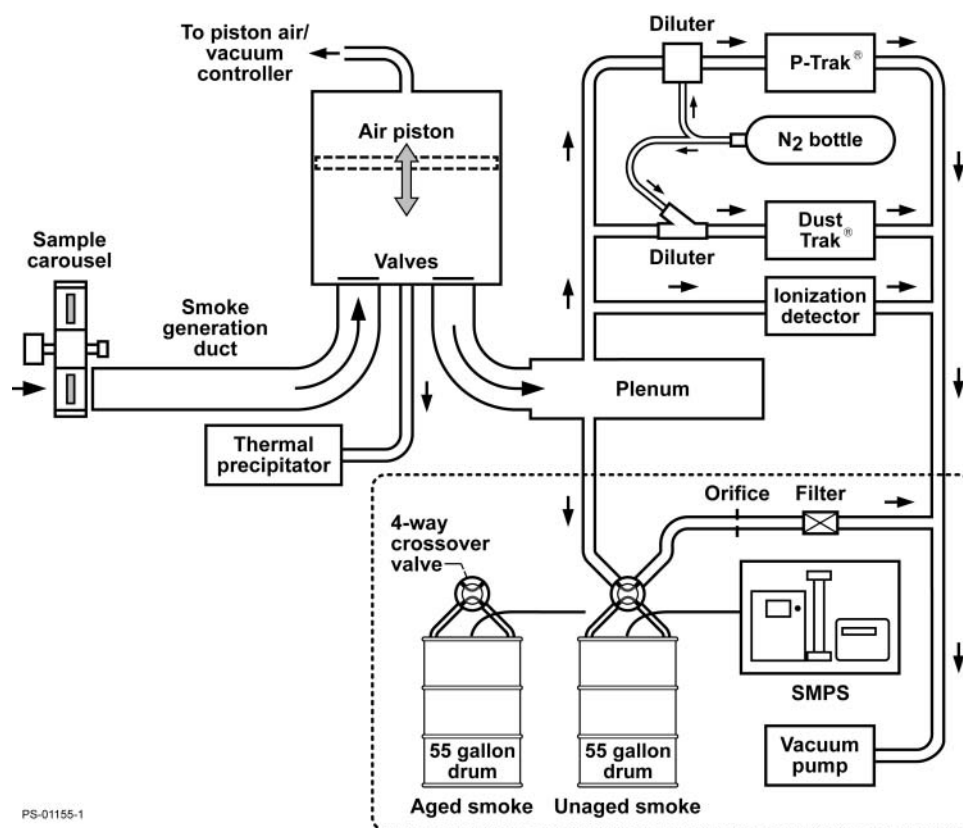 To piston air/
vacuum
controller
Diluter
P-Trak®
Air piston
N2 bottle
Sample
carousel
Valves
Dust
Trak®
Diluter
Smoke
generation
duct
Ionization
detector
Plenum
Thermal
precipitator
4-way
crossover
valve
Orifice
Filter
SMPS
55 gallon
drum
55 gallon
drum
Vacuum
pump
Aged smoke
Unaged smoke
PS-01155-1